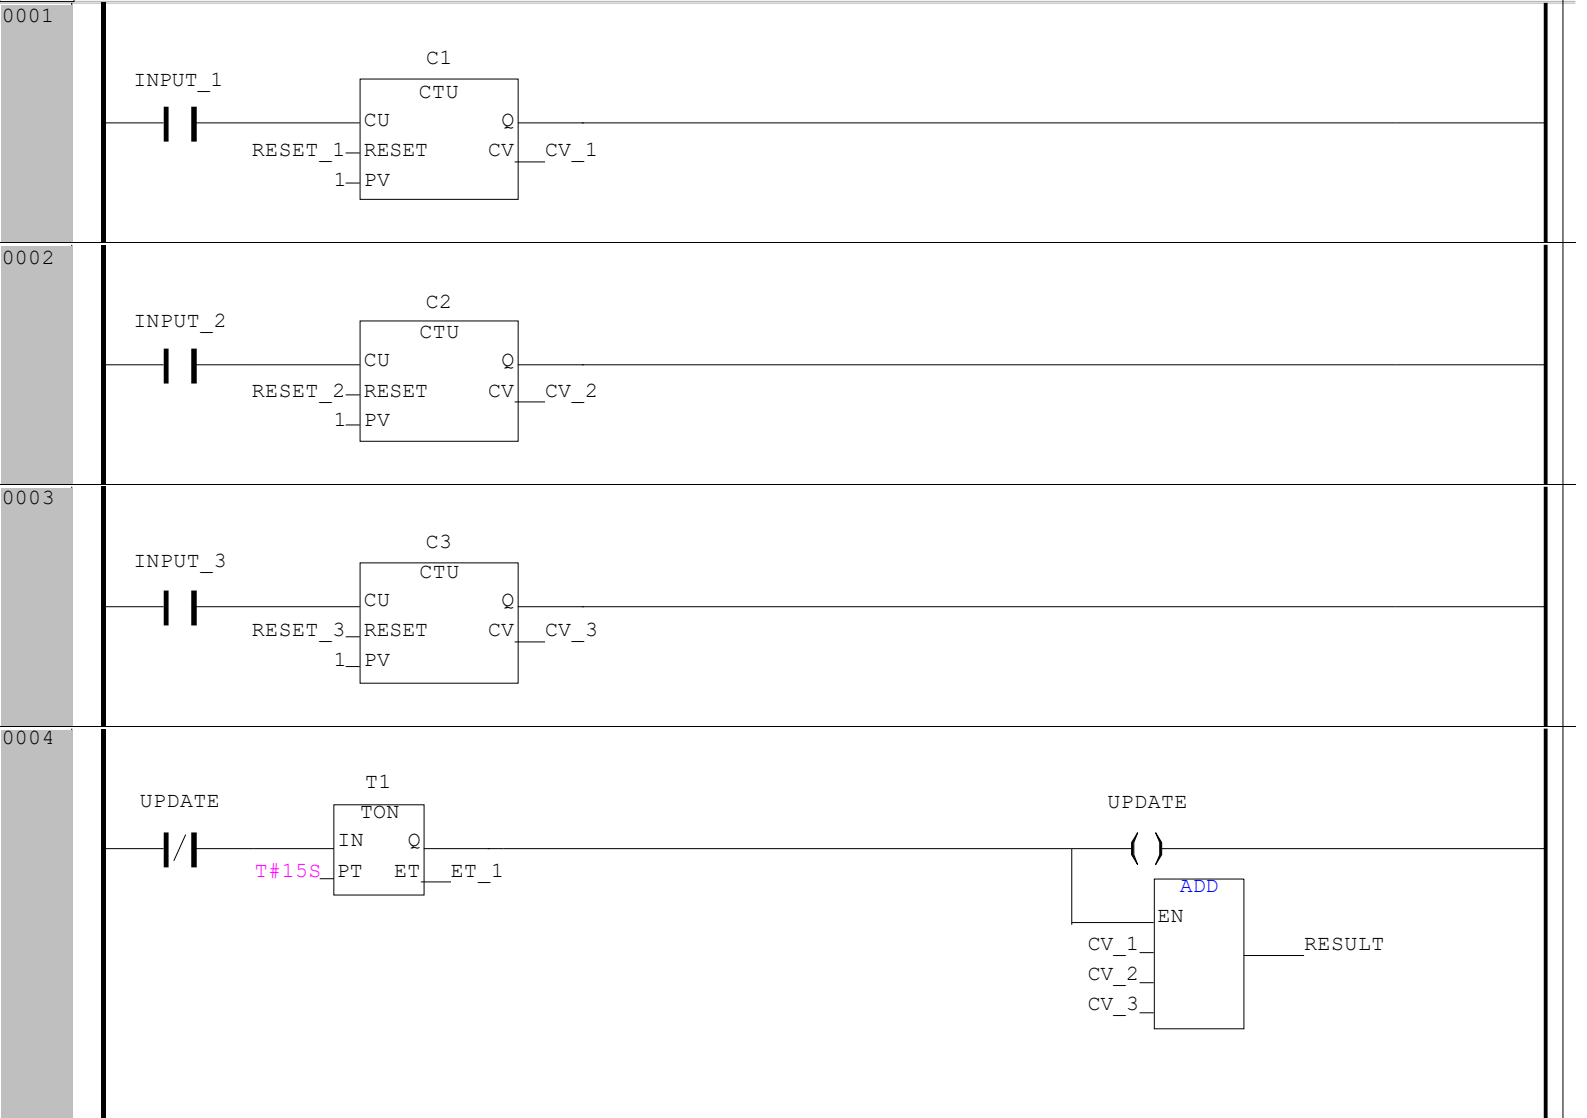 0001
C1
INPUT_1
CTU
CU Q
RESET_1 RESET CV CV_1
1 PV
0002
C2
INPUT_2
CTU
CU Q
RESET_2 RESET CV CV_2
1 PV
0003
C3
INPUT_3
CTU
CU Q
RESET_3 RESET CV CV_3
1 PV
0004
T1
UPDATE UPDATE
TON
IN Q
T#15S PT ET ET_1
ADD
EN
CV_1 RESULT
CV_2
CV_3